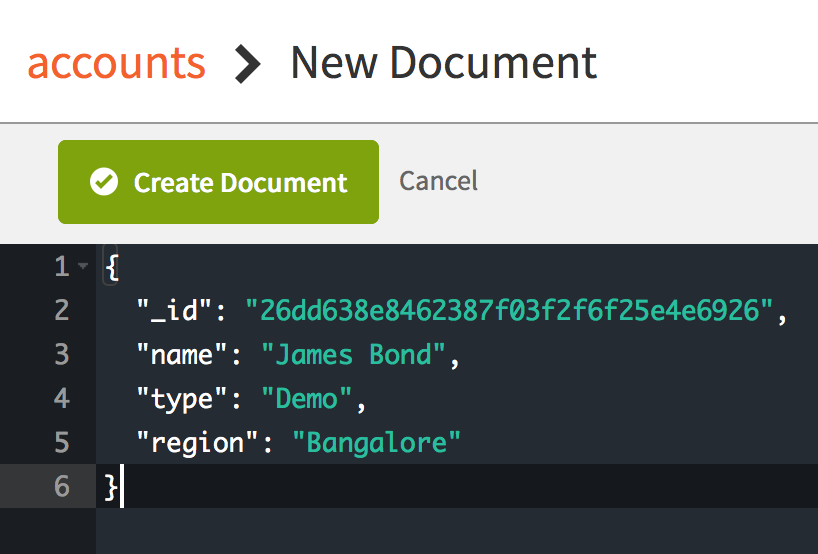 accounts > New Document
Create Document Cancel
1 {
2 "_id": "26dd638e8462387f03f2f6f25e4e6926",
3 "name": "James Bond",
4 "type": "Demo",
5 "region": "Bangalore"
6 }